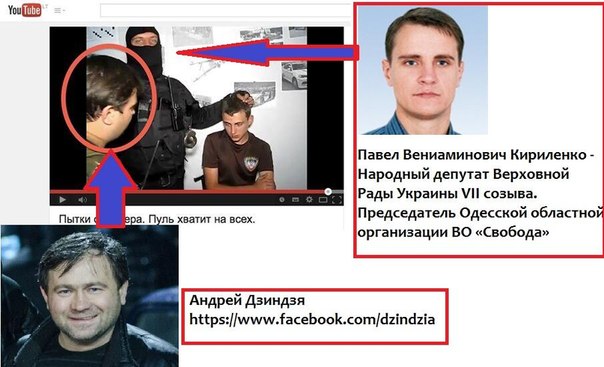 YouTube LT
Павел Вениаминович Кириленко -
Народный депутат Верховной
Рады Украины VII созыва.
Председатель Одесской областной
организации ВО «Свобода»
Пытки с
ера. Пуль хватит на всех.
Андрей Дзиндзя
https://www.facebook.com/dzindzia